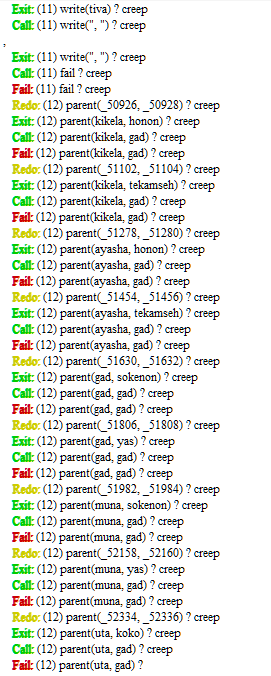 Exit: (11) write(tiva) ? creep
Call: (11) write(", ") ? creep
,
Exit: (11) write(", ") ? creep
Call: (11) fail ? creep
Fail: (11) fail ? creep
Redo: (12) parent(_50926, _50928) ? creep
Exit: (12) parent(kikela, honon) ? creep
Call: (12) parent(kikela, gad) ? creep
Fail: (12) parent(kikela, gad) ? creep
Redo: (12) parent(_51102, _51104) ? creep
Exit: (12) parent(kikela, tekamseh) ? creep
Call: (12) parent(kikela, gad) ? creep
Fail: (12) parent(kikela, gad) ? creep
Redo: (12) parent(_51278, _51280) ? creep
Exit: (12) parent(ayasha, honon) ? creep
Call: (12) parent(ayasha, gad) ? creep
Fail: (12) parent(ayasha, gad) ? creep
Redo: (12) parent(_51454, _51456) ? creep
Exit: (12) parent(ayasha, tekamseh) ? creep
Call: (12) parent(ayasha, gad) ? creep
Fail: (12) parent(ayasha, gad) ? creep
Redo: (12) parent(_51630, _51632) ? creep
Exit: (12) parent(gad, sokenon) ? creep
Call: (12) parent(gad, gad) ? creep
Fail: (12) parent(gad, gad) ? creep
Redo: (12) parent(_51806, _51808) ? creep
Exit: (12) parent(gad, yas) ? creep
Call: (12) parent(gad, gad) ? creep
Fail: (12) parent(gad, gad) ? creep
Redo: (12) parent(_51982, _51984) ? creep
Exit: (12) parent(muna, sokenon) ? creep
Call: (12) parent(muna, gad) ? creep
Fail: (12) parent(muna, gad) ? creep
Redo: (12) parent(_52158, _52160) ? creep
Exit: (12) parent(muna, yas) ? creep
Call: (12) parent(muna, gad) ? creep
Fail: (12) parent(muna, gad) ? creep
Redo: (12) parent(_52334, _52336) ? creep
Exit: (12) parent(uta, koko) ? creep
Call: (12) parent(uta, gad) ? creep
Fail: (12) parent(uta, gad) ?